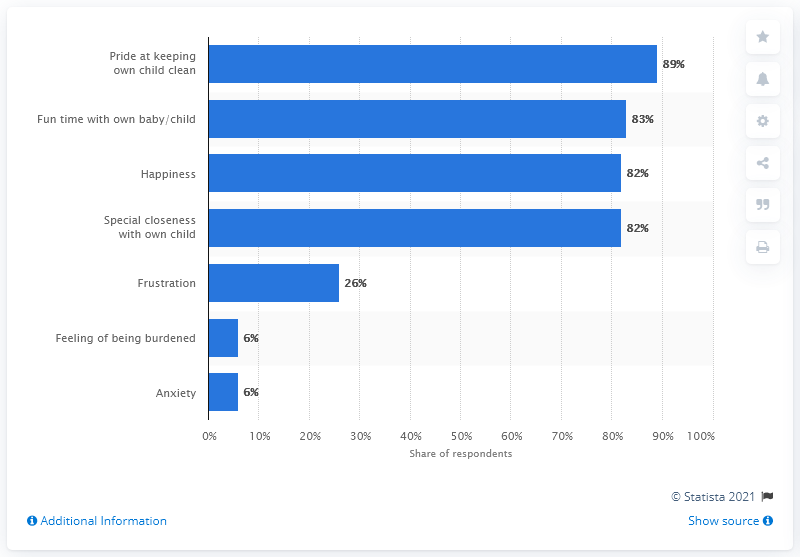 Pride at keeping
own child clean
89%
Fun time with own baby/child
83%
Happiness
82%
Special closeness
with own child
82%
Frustration
26%
Feeling of being burdened
6%
Anxiety
6%
0% 10% 20% 30% 40% 50% 60% 70% 80% 90% 100%
Share of respondents
© Statista 2021
Additional Information
Show source